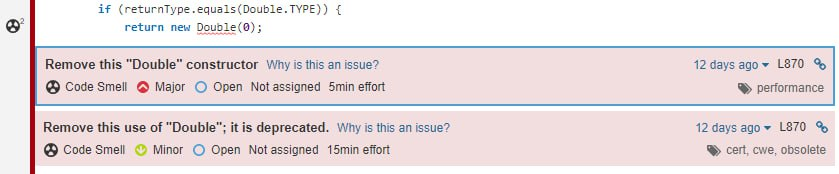 if (returnType.equals(Double.TYPE)) {
2
return new Double(0);
Remove this "Double" constructor Why is this an issue? 12 days ago L870
Code Smell Major Open Not assigned 5min effort performance
Remove this use of "Double"; it is deprecated. Why is this an issue? 12 days ago L870
Code Smell Minor Open Not assigned 15min effort cert, cwe, obsolete